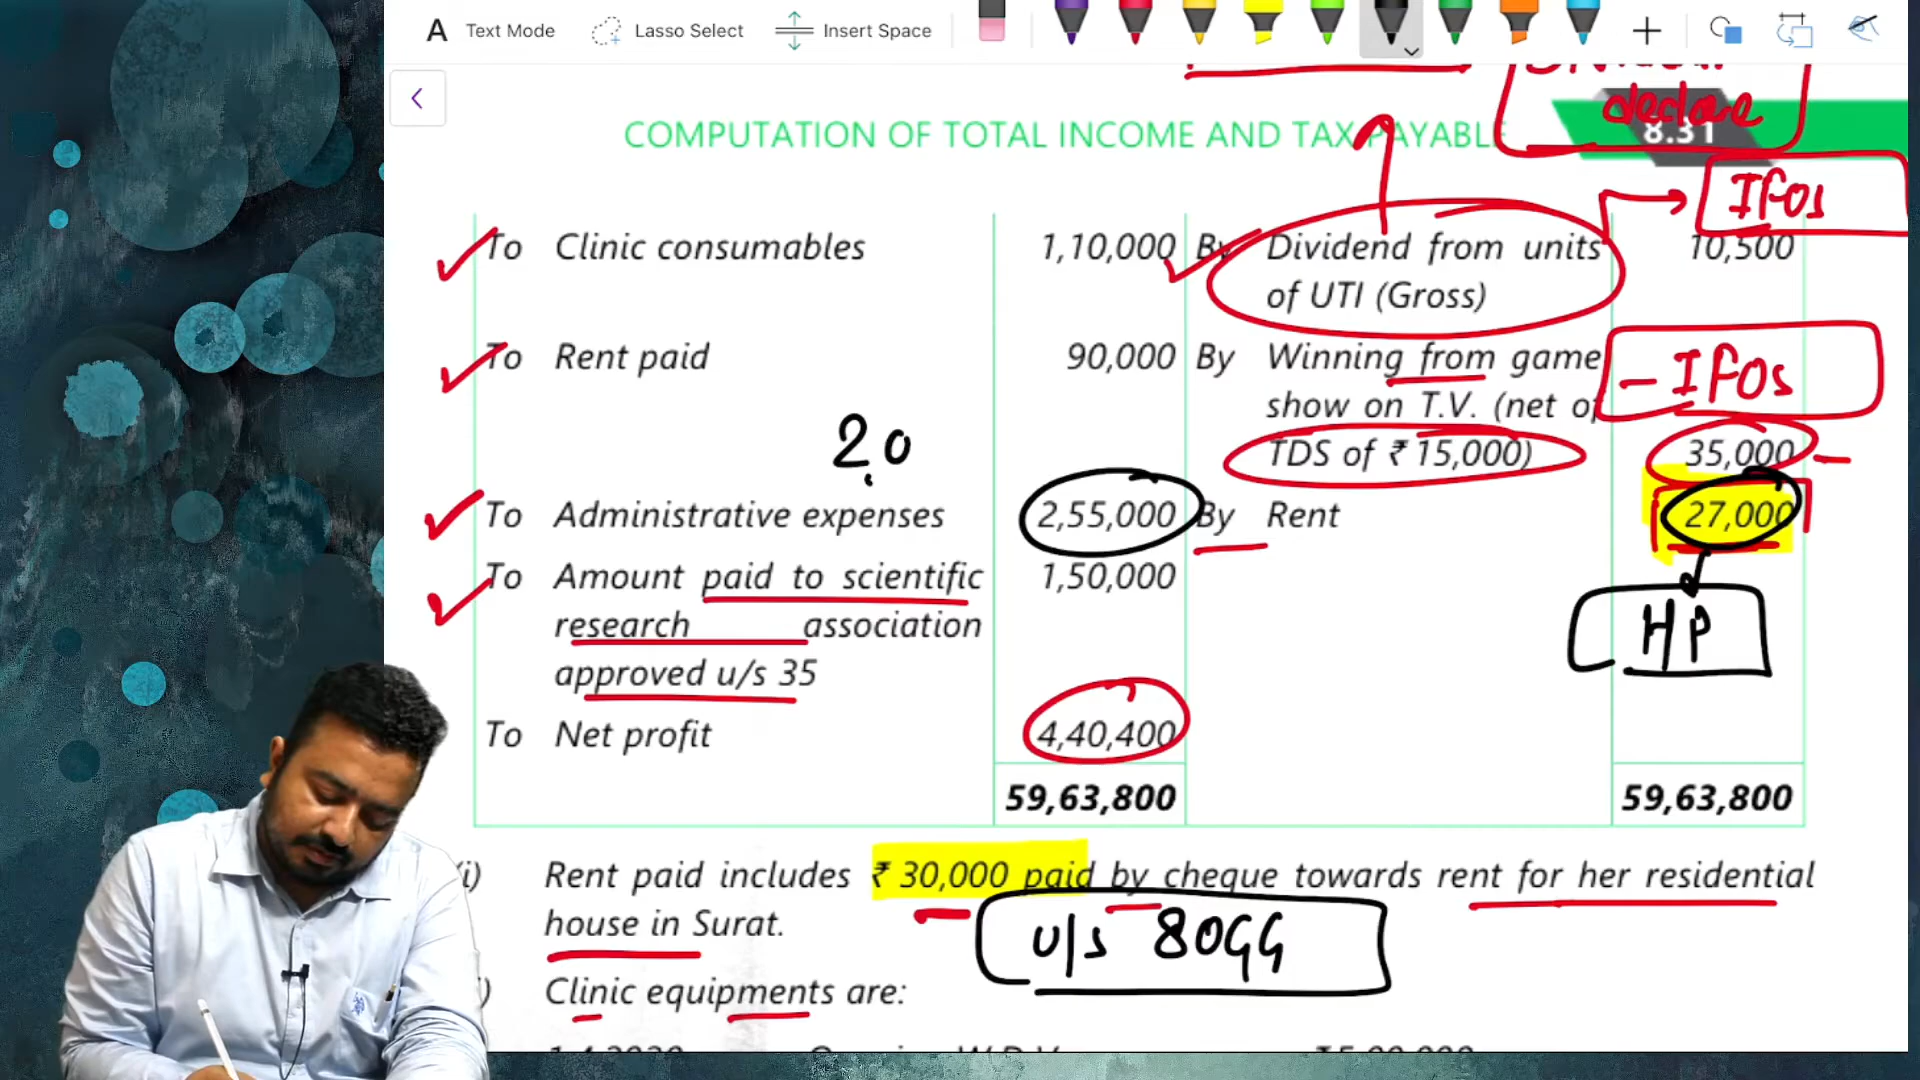 A Text Mode Lasso Select Insert Space
declare
COMPUTATION OF TOTAL INCOME AND TAX PAYABLE 8.31
IFOS
To Clinic consumables 1,10,000 By Dividend from units 10,500
of UTI (Gross)
To Rent paid 90,000 By Winning from game
show on T.V. (net of
- IFOS
20
TDS of ₹ 15,000) 35,000
To Administrative expenses 2,55,000 By Rent 27,000
To Amount paid to scientific 1,50,000
research association
approved u/s 35
HP
To Net profit 4,40,400
59,63,800 59,63,800
i) Rent paid includes ₹ 30,000 paid by cheque towards rent for her residential
house in Surat.
u/s 80GG
) Clinic equipments are: